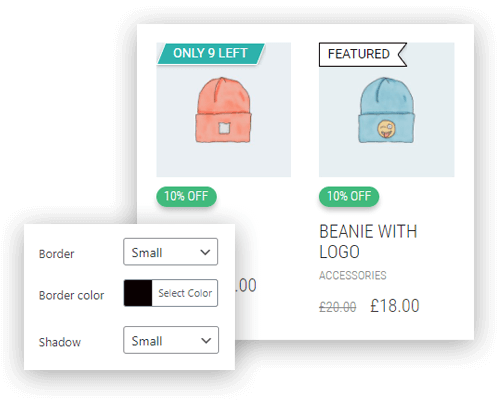 ONLY 9 LEFT
FEATURED
10% OFF
10% OFF
BEANIE WITH
LOGO
ACCESSORIES
£20.00 £18.00
.00
Border
Small
Border color
Select Color
Shadow
Small